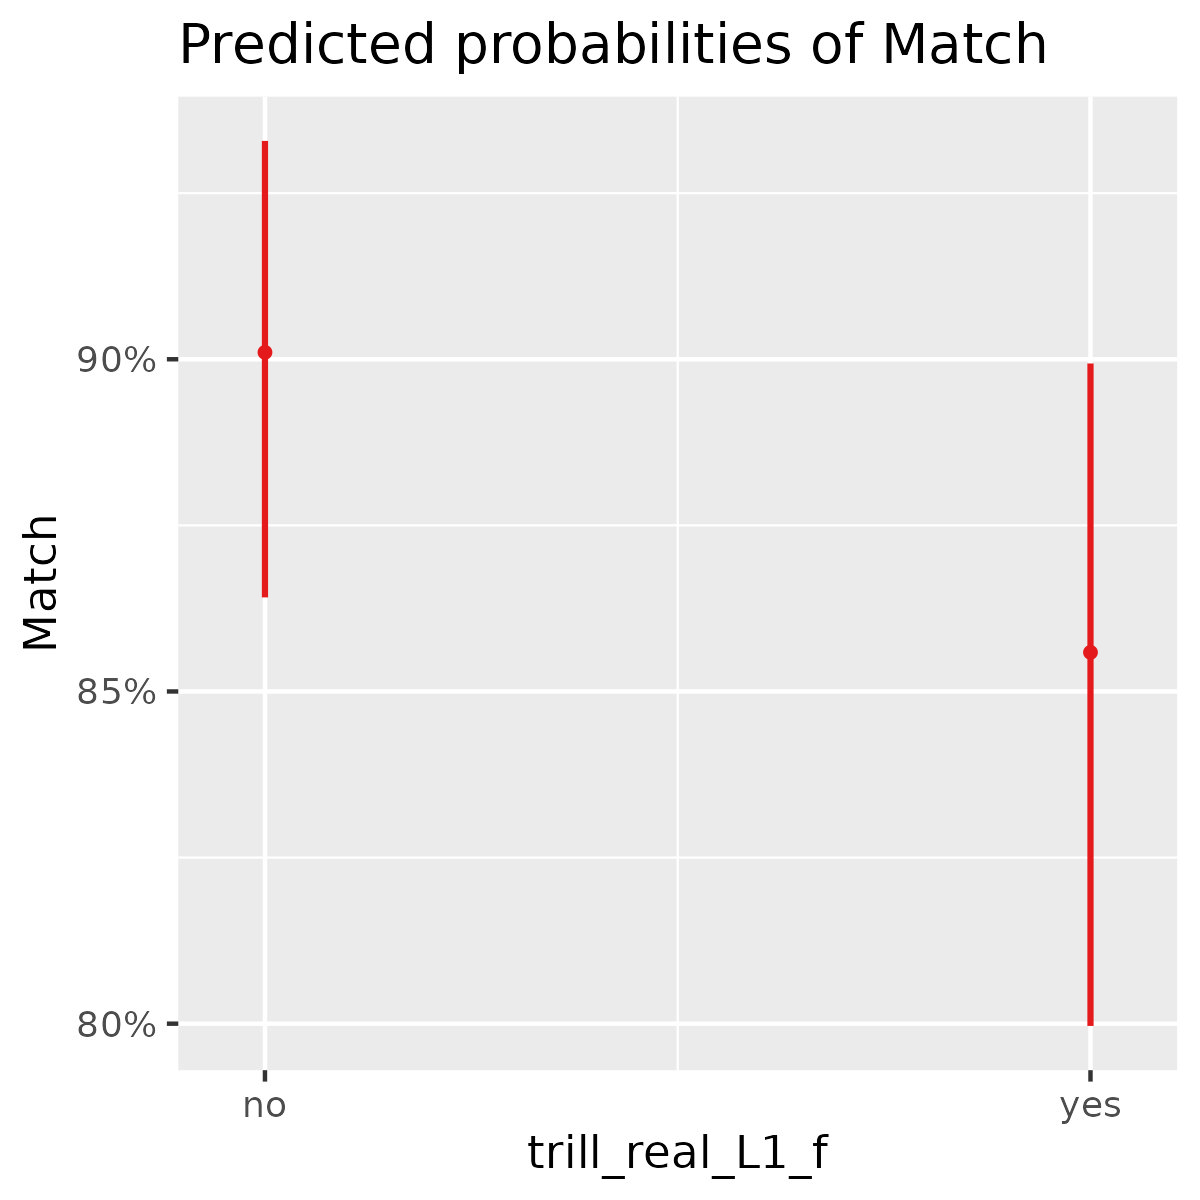 Predicted probabilities of Match
Match
90%
85%
80%
no
yes
trill_real_L1_f